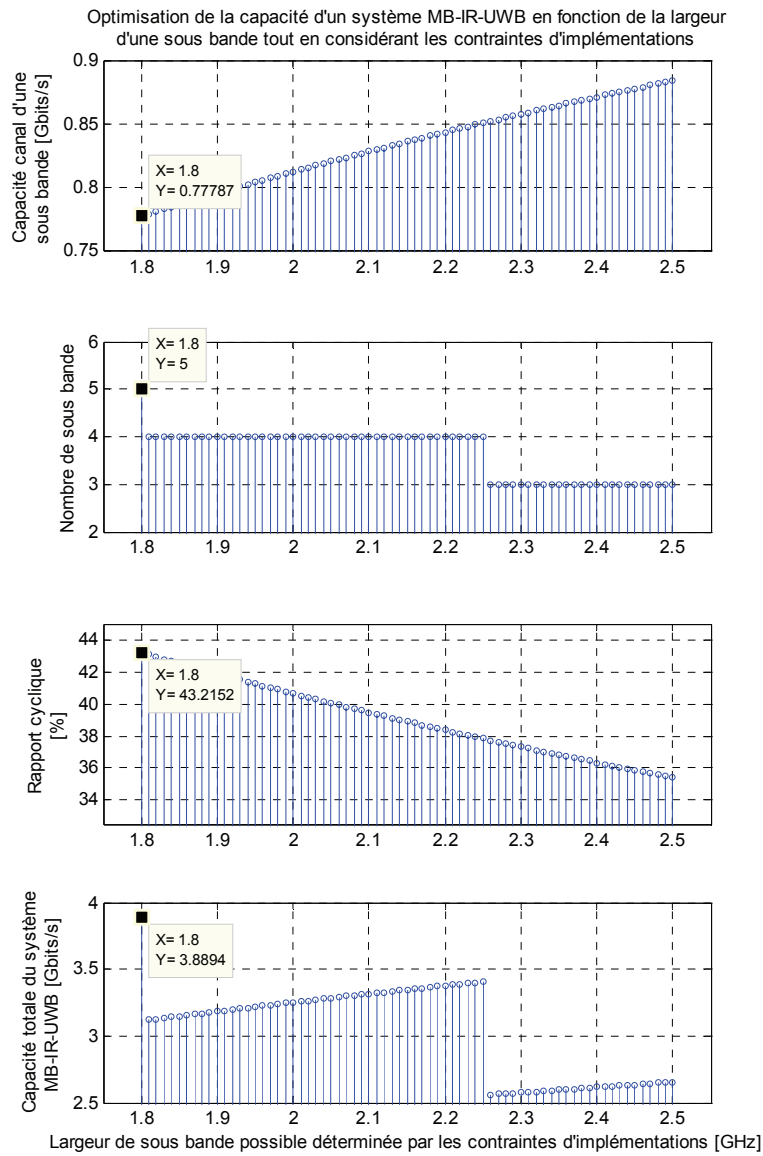 Optimisation de la capacité d'un système MB-IR-UWB en fonction de la largeur
d'une sous bande tout en considérant les contraintes d'implémentations
Capacité canal d'une
sous bande [Gbits/s]
0.9
0.85
0.8
0.75
X= 1.8
Y= 0.77787
1.8 1.9 2 2.1 2.2 2.3 2.4 2.5
Nombre de sous bande
6
5
4
3
2
X= 1.8
Y= 5
1.8 1.9 2 2.1 2.2 2.3 2.4 2.5
Rapport cyclique
[%]
44
42
40
38
36
34
X= 1.8
Y= 43.2152
1.8 1.9 2 2.1 2.2 2.3 2.4 2.5
Capacité totale du système
MB-IR-UWB [Gbits/s]
4
3.5
3
2.5
X= 1.8
Y= 3.8894
1.8 1.9 2 2.1 2.2 2.3 2.4 2.5
Largeur de sous bande possible déterminée par les contraintes d'implémentations [GHz]